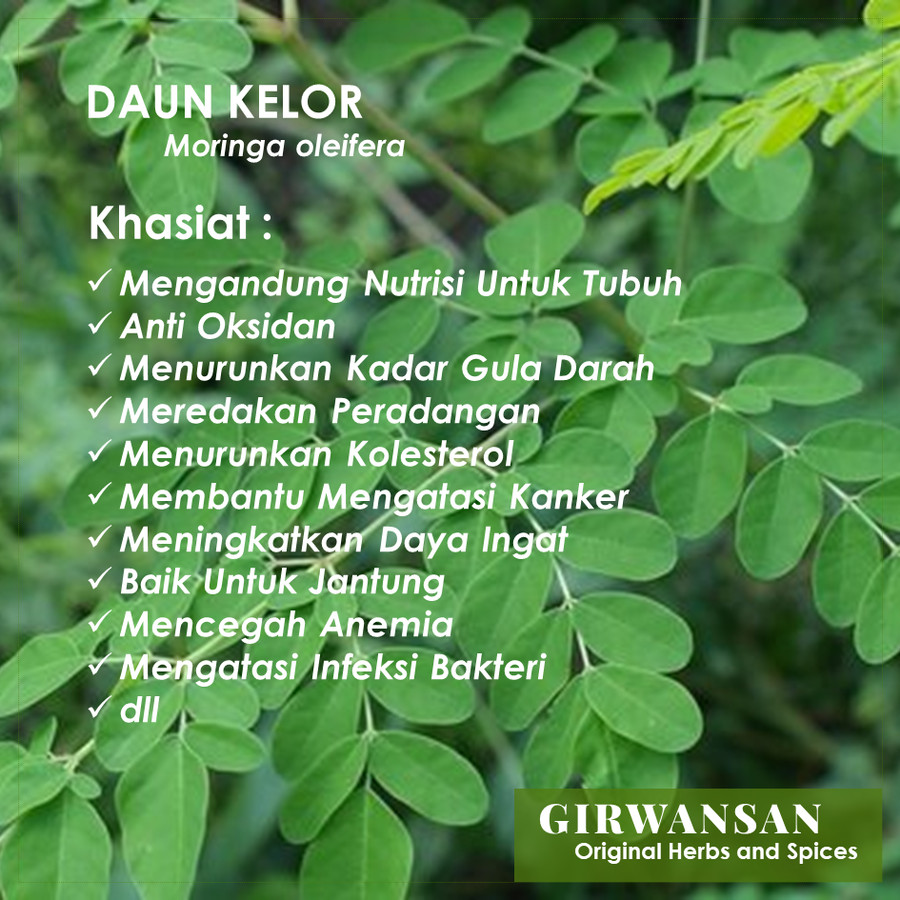 DAUN KELOR
Moringa oleifera
Khasiat :
✓ Mengandung Nutrisi Untuk Tubuh
✓ Anti Oksidan
✓ Menurunkan Kadar Gula Darah
✓ Meredakan Peradangan
✓ Menurunkan Kolesterol
✓ Membantu Mengatasi Kanker
✓ Meningkatkan Daya Ingat
✓ Baik Untuk Jantung
✓ Mencegah Anemia
✓ Mengatasi Infeksi Bakteri
✓ dll
GIRWANSAN
Original Herbs and Spices